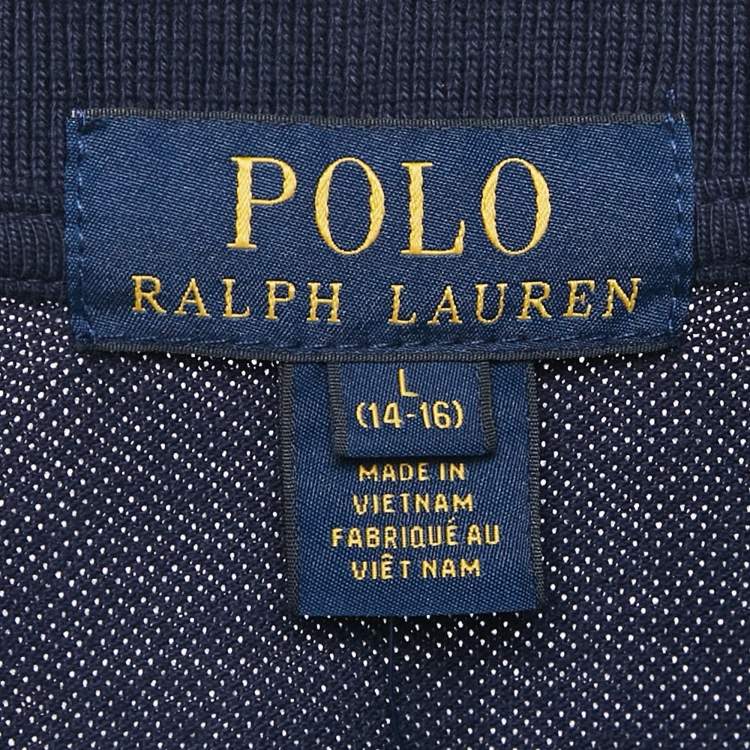 POLO
RALPH LAUREN
L
(14-16)
MADE IN
VIETNAM
FABRIQUÉ AU
VIÊT NAM